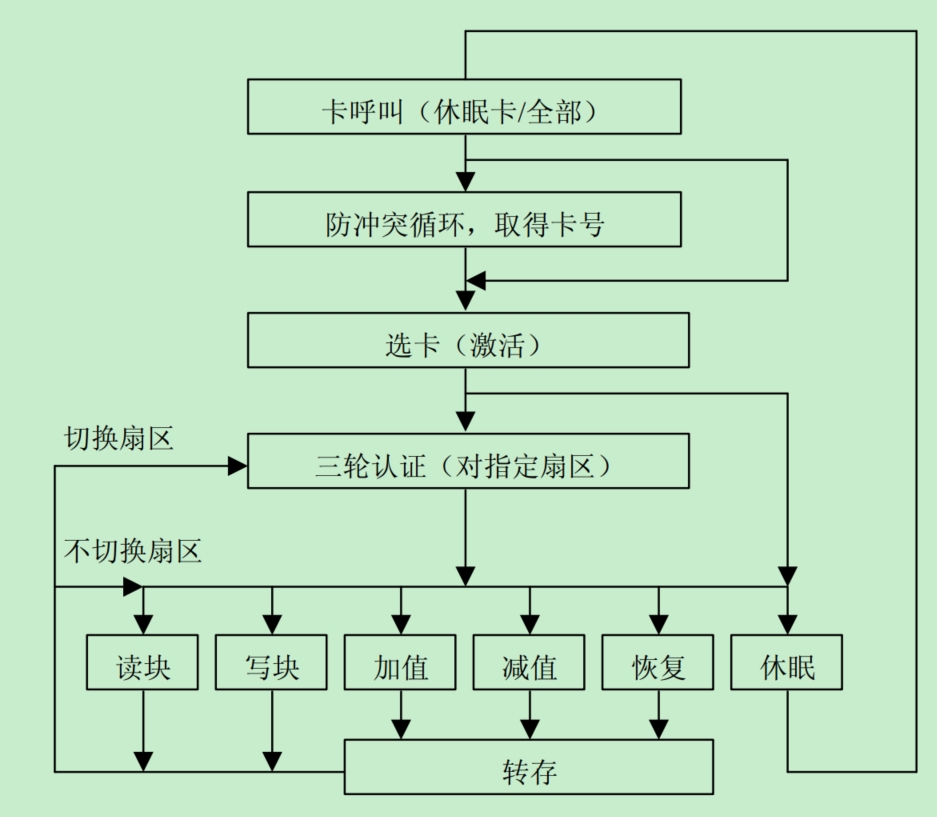 卡呼叫（休眠卡/全部）
防冲突循环，取得卡号
选卡（激活）
切换扇区
三轮认证（对指定扇区）
不切换扇区
读块
写块
加值
减值
恢复
休眠
转存